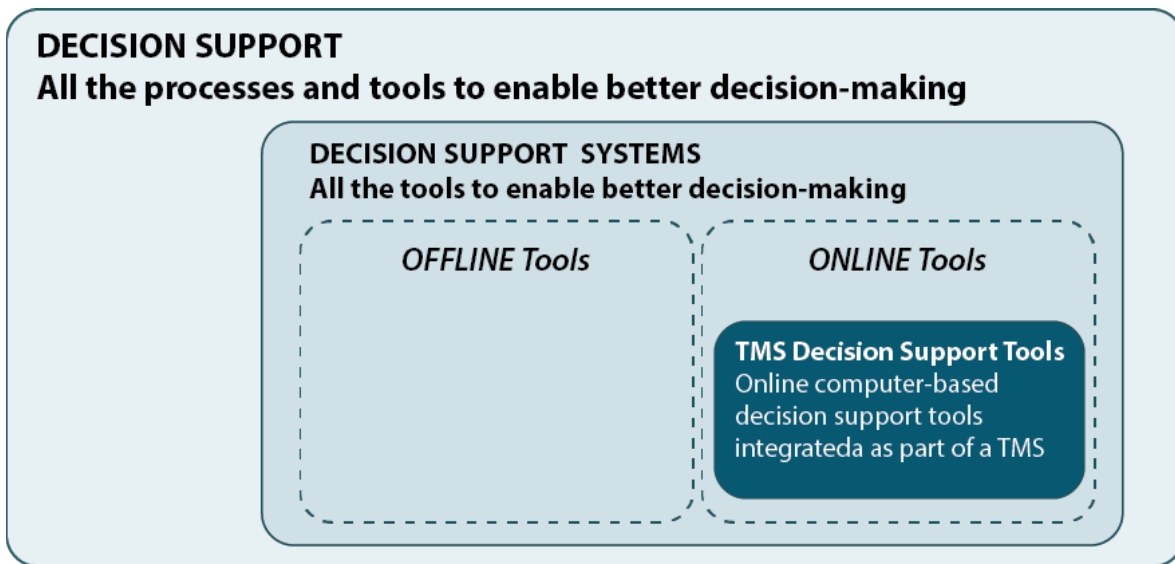 DECISION SUPPORT
All the processes and tools to enable better decision-making
DECISION SUPPORT SYSTEMS
All the tools to enable better decision-making
OFFLINE Tools
ONLINE Tools
TMS Decision Support Tools
Online computer-based
decision support tools
integrateda as part of a TMS